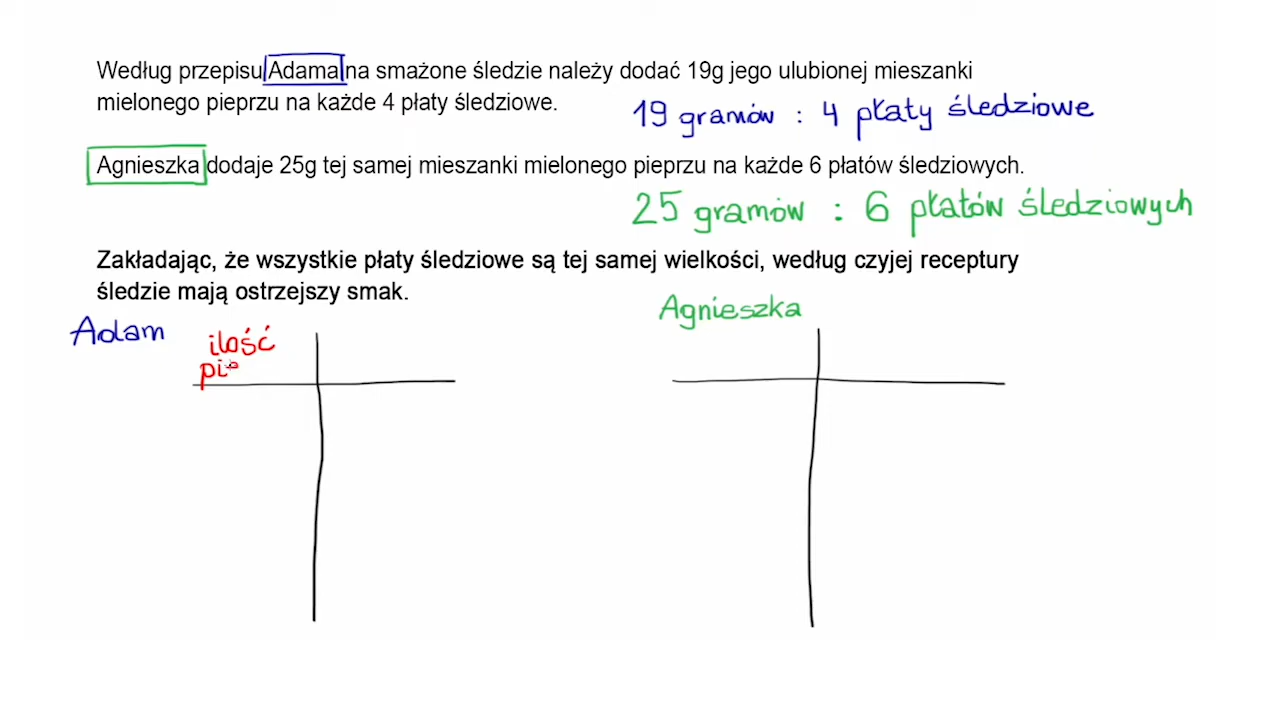 Według przepisu Adama na smażone śledzie należy dodać 19g jego ulubionej mieszanki
mielonego pieprzu na każde 4 płaty śledziowe.
19 gramów : 4 płaty śledziowe
Agnieszka dodaje 25g tej samej mieszanki mielonego pieprzu na każde 6 płatów śledziowych.
25 gramów : 6 płatów śledziowych
Zakładając, że wszystkie płaty śledziowe są tej samej wielkości, według czyjej receptury
śledzie mają ostrzejszy smak.
Adam
ilość
pie
Agnieszka